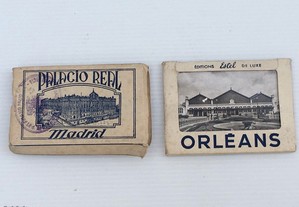 PALACIO REAL
Madrid
EDITIONS Estel DE LUXE
ORLÉANS